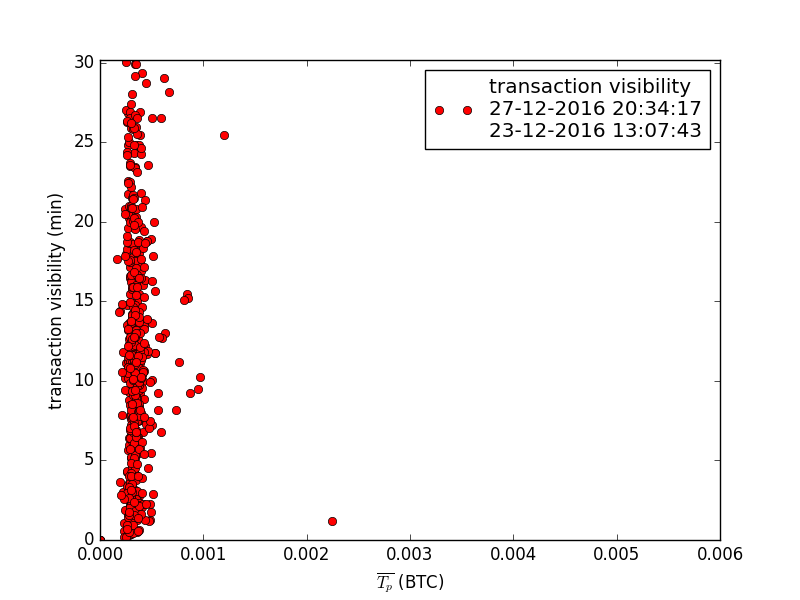 30
25
20
15
10
5
0
transaction visibility (min)
transaction visibility
27-12-2016 20:34:17
23-12-2016 13:07:43
0.000 0.001 0.002 0.003 0.004 0.005 0.006
T̅p̅ (BTC)